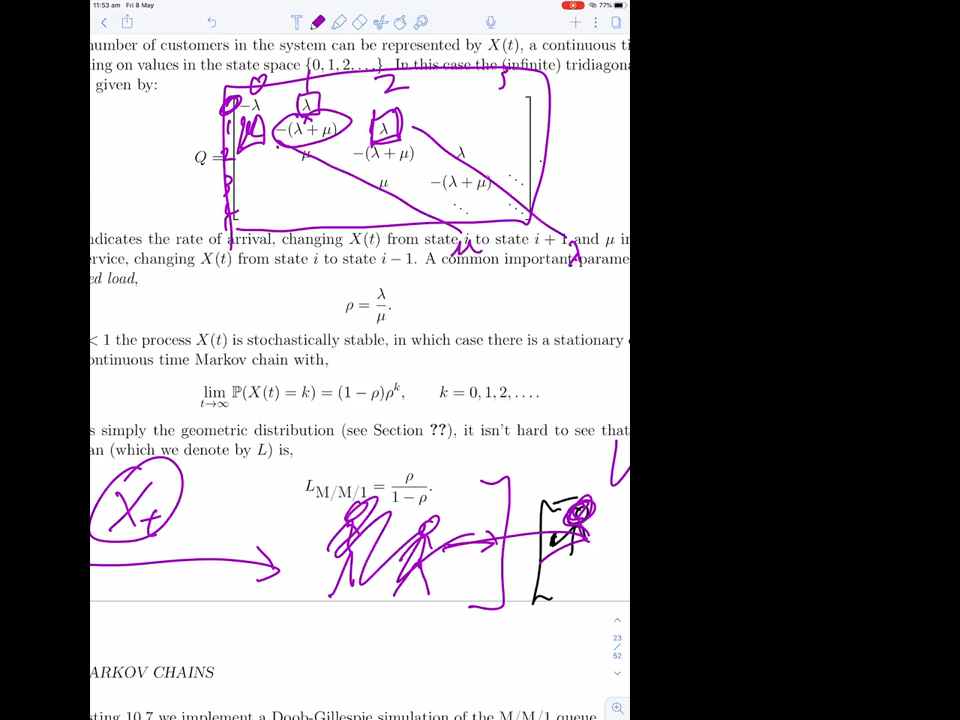 11:53 am Fri 8 May 77%
number of customers in the system can be represented by X(t), a continuous ti
ing on values in the state space {0, 1, 2, . . .}. In this case the (infinite) tridiagona
given by:
0 1 2 3
0 −λ λ
1 μ −(λ + μ) λ
Q = 2 μ −(λ + μ) λ
3 μ −(λ + μ) ⋱
4 ⋱ ⋱
ndicates the rate of arrival, changing X(t) from state i to state i + 1 and μ in
ervice, changing X(t) from state i to state i − 1. A common important parame
μ λ
ed load,
ρ = λ/μ.
< 1 the process X(t) is stochastically stable, in which case there is a stationary
ontinuous time Markov chain with,
lim t→∞ ℙ(X(t) = k) = (1 − ρ)ρ^k, k = 0, 1, 2, . . . .
s simply the geometric distribution (see Section ??), it isn't hard to see that
an (which we denote by L) is,
L_M/M/1 = ρ/(1 − ρ).
X_t
23
52
ARKOV CHAINS
sting 10.7 we implement a Doob-Gillespie simulation of the M/M/1 queue